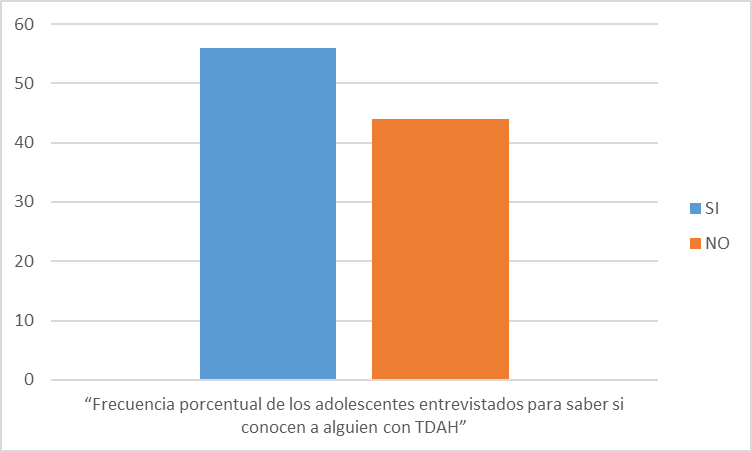 60
50
40
30
20
10
0
SI
NO
“Frecuencia porcentual de los adolescentes entrevistados para saber si
conocen a alguien con TDAH”